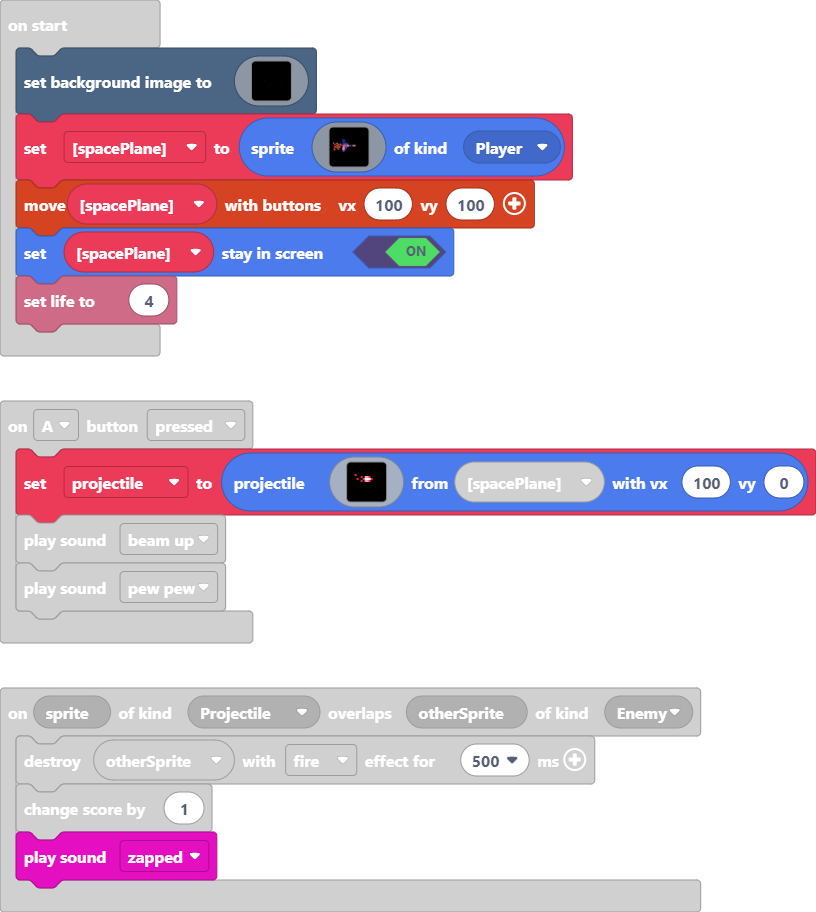 on start
set background image to
set [spacePlane] to sprite of kind Player
move [spacePlane] with buttons vx 100 vy 100
set [spacePlane] stay in screen ON
set life to 4
on A button pressed
set projectile to projectile from [spacePlane] with vx 100 vy 0
play sound beam up
play sound pew pew
on sprite of kind Projectile overlaps otherSprite of kind Enemy
destroy otherSprite with fire effect for 500 ms
change score by 1
play sound zapped